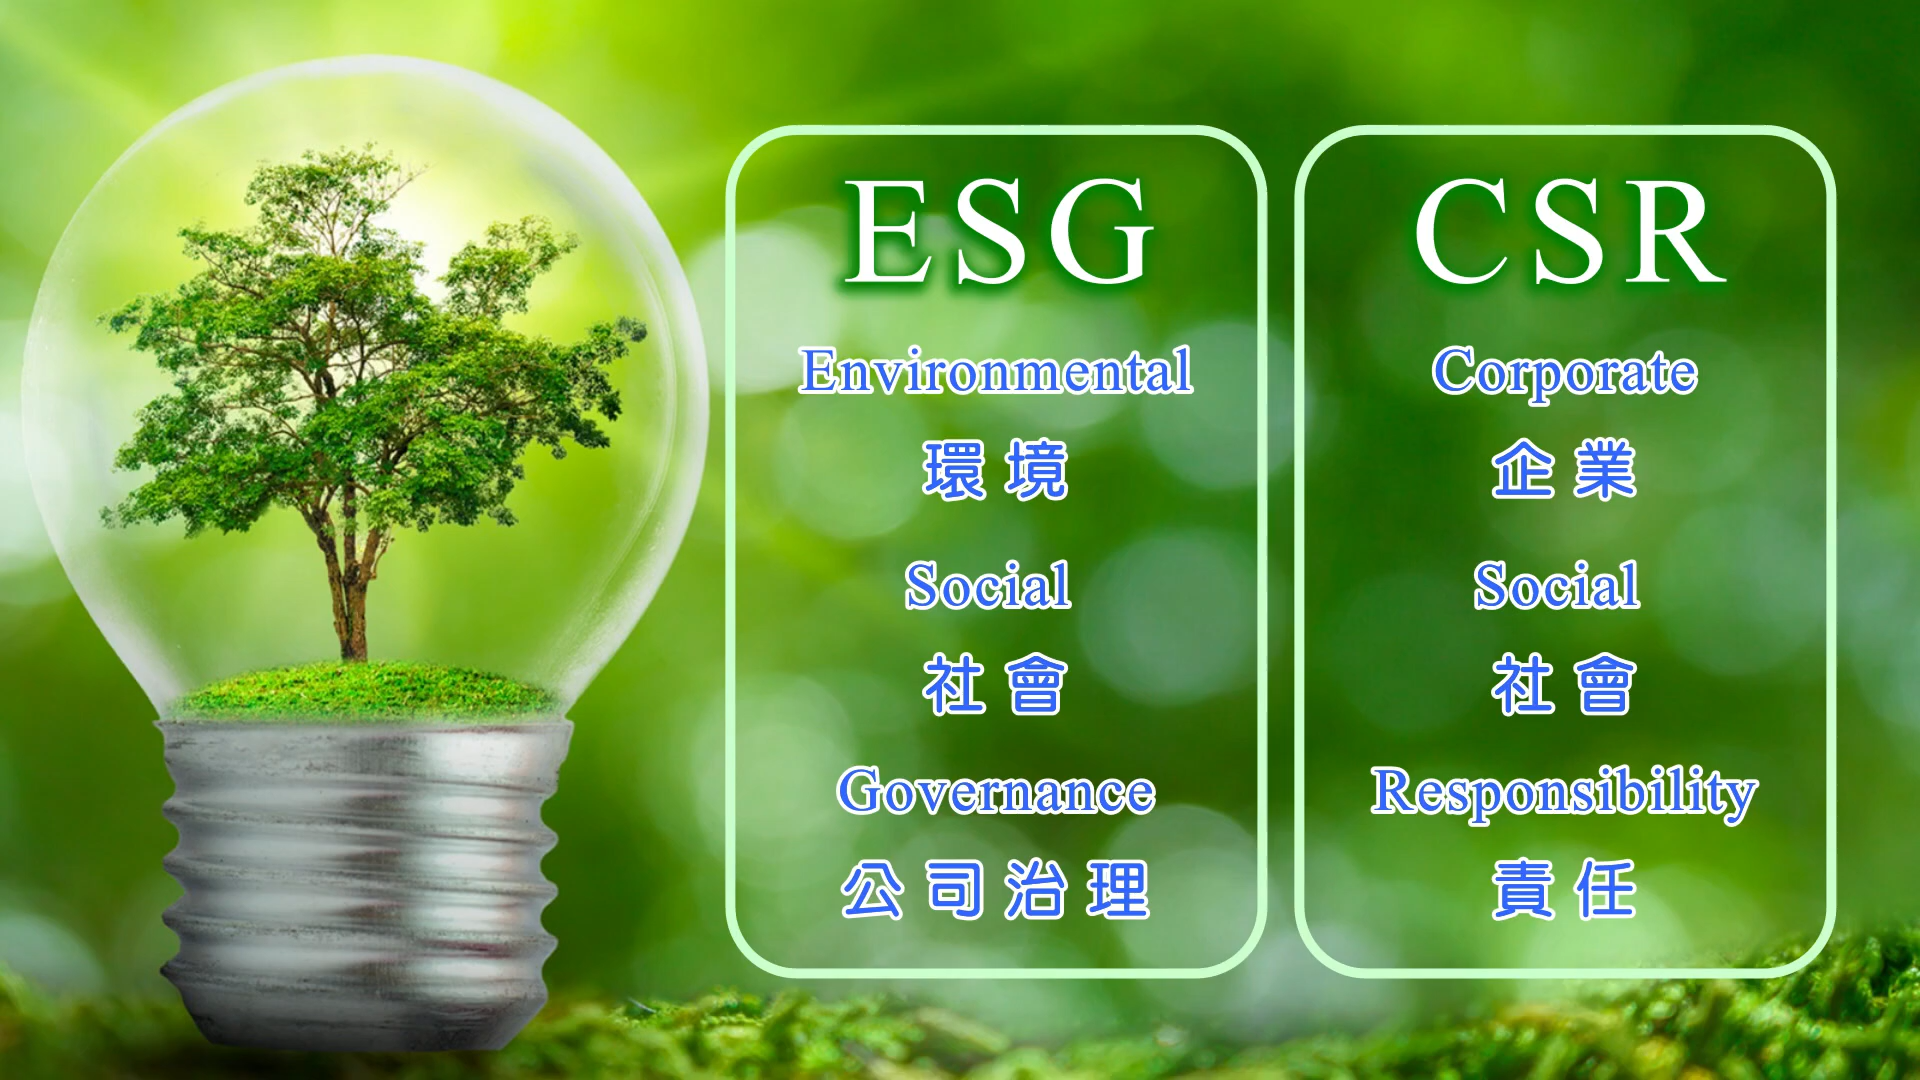 ESG
Environmental
環境
Social
社會
Governance
公司治理
CSR
Corporate
企業
Social
社會
Responsibility
責任